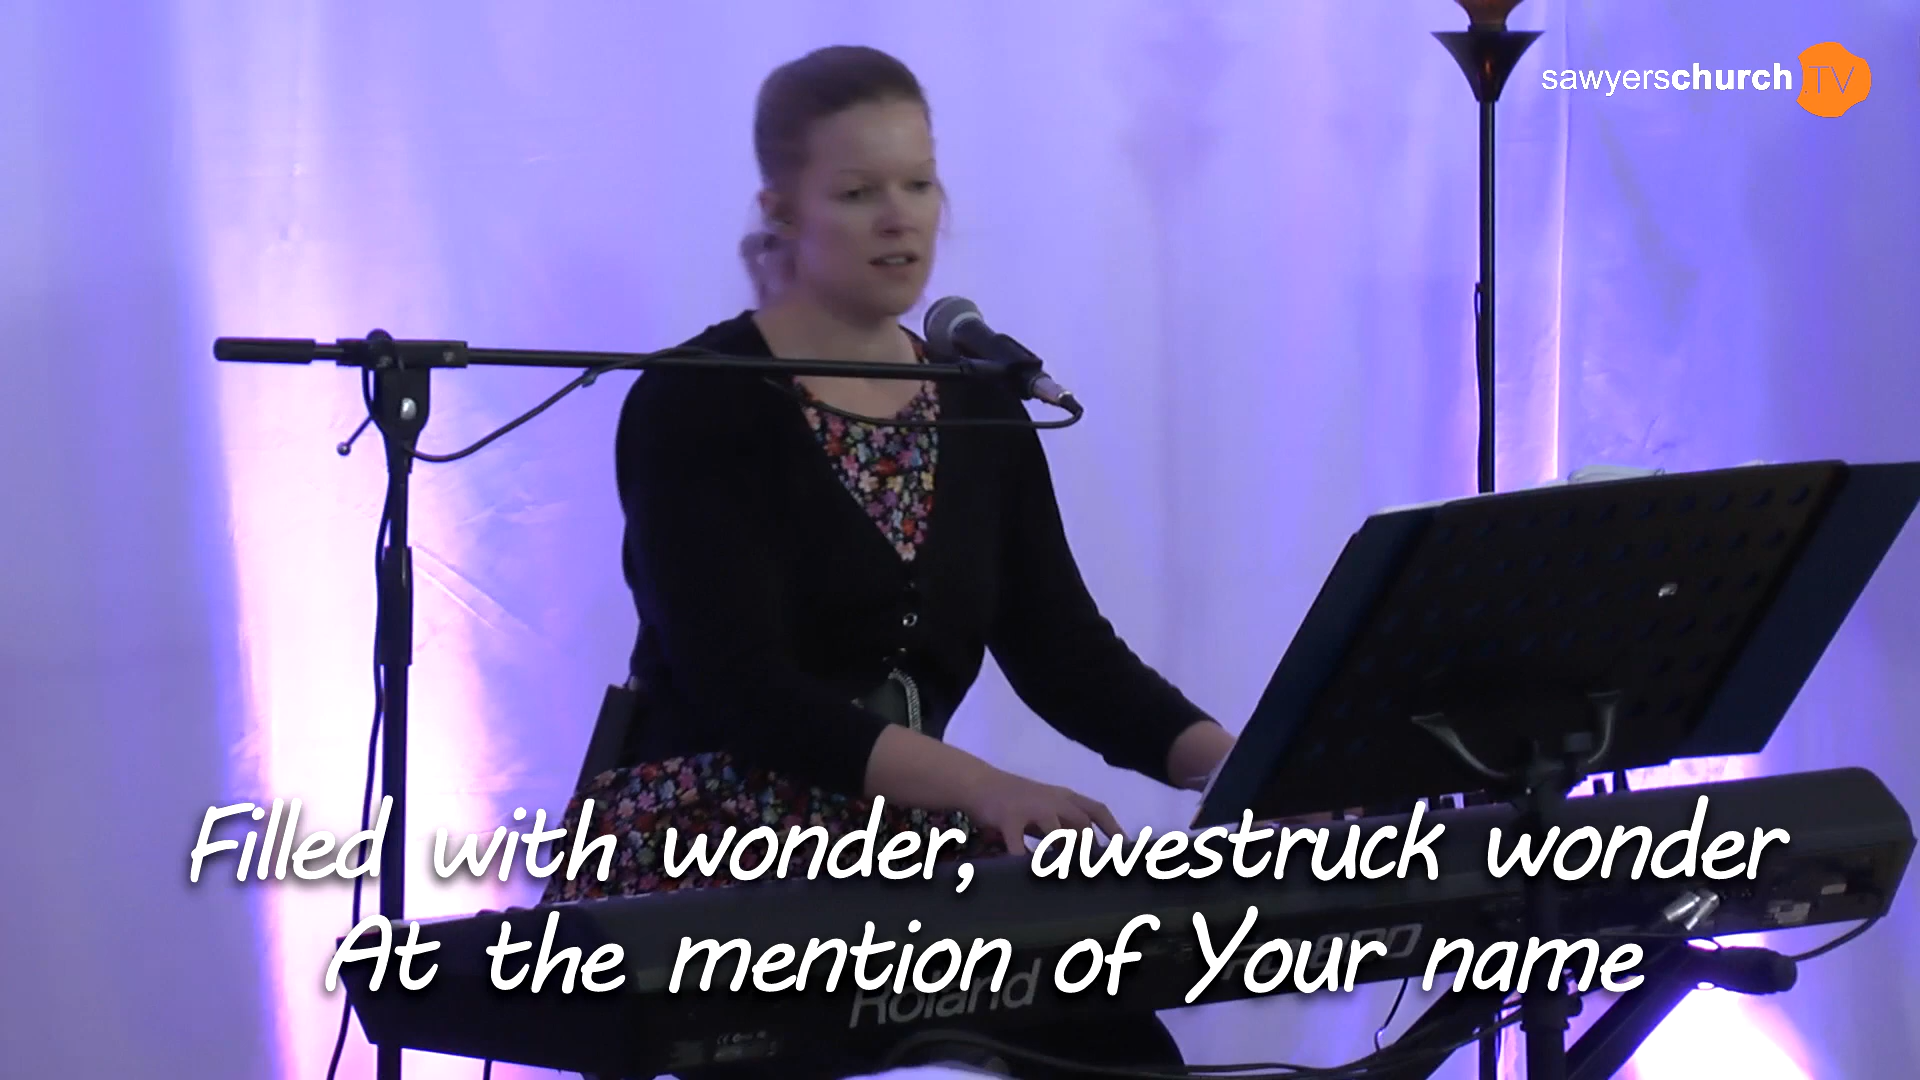 sawyerschurch.TV
Filled with wonder, awestruck wonder
At the mention of Your name
Roland